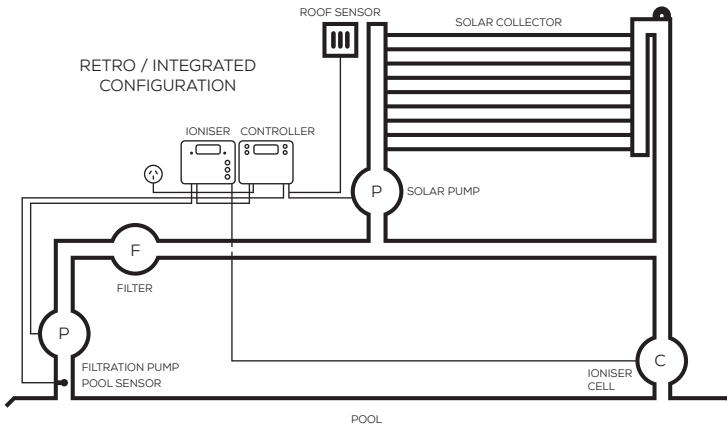 ROOF SENSOR
SOLAR COLLECTOR
RETRO / INTEGRATED
CONFIGURATION
IONISER
CONTROLLER
P
SOLAR PUMP
F
FILTER
P
FILTRATION PUMP
POOL SENSOR
C
IONISER
CELL
POOL